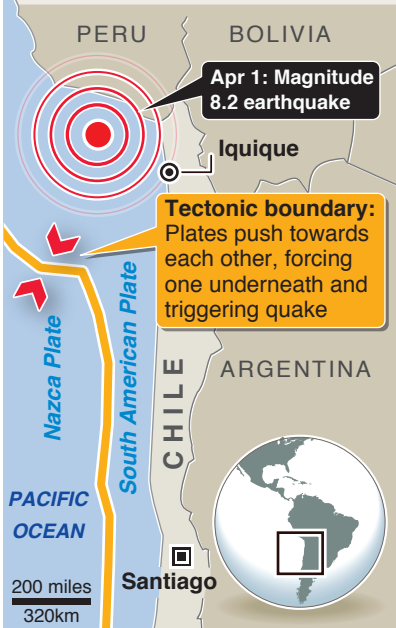 PERU
BOLIVIA
Apr 1: Magnitude
8.2 earthquake
Iquique
Tectonic boundary:
Plates push towards
each other, forcing
one underneath and
triggering quake
Nazca Plate
South American Plate
CHILE
ARGENTINA
PACIFIC
OCEAN
Santiago
200 miles
320km